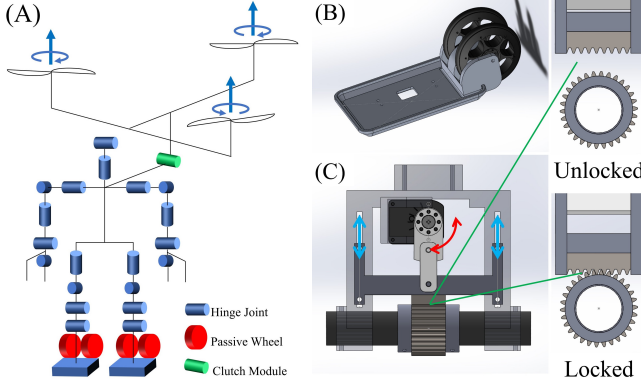 (A)
(B)
Unlocked
(C)
Locked
Hinge Joint
Passive Wheel
Clutch Module